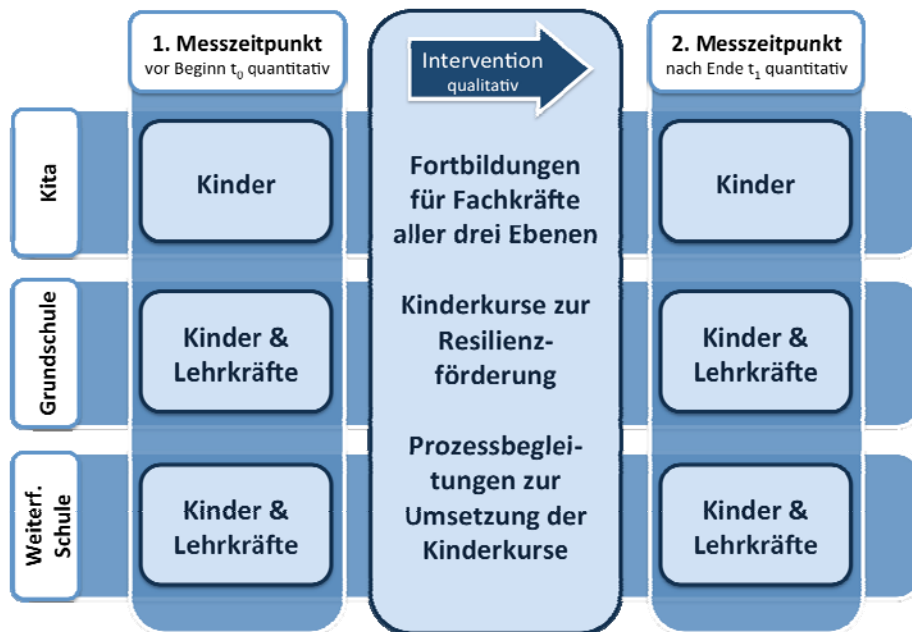 1. Messzeitpunkt
vor Beginn t0 quantitativ
Intervention
qualitativ
2. Messzeitpunkt
nach Ende t1 quantitativ
Kita
Kinder
Fortbildungen
für Fachkräfte
aller drei Ebenen
Kinder
Grundschule
Kinder &
Lehrkräfte
Kinderkurse zur
Resilienz-
förderung
Kinder &
Lehrkräfte
Weiterf.
Schule
Kinder &
Lehrkräfte
Prozessbeglei-
tungen zur
Umsetzung der
Kinderkurse
Kinder &
Lehrkräfte